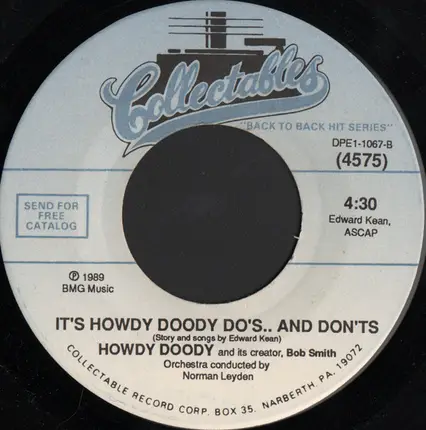 Collectables
"BACK TO BACK HIT SERIES"
DPE1-1067-B
(4575)
SEND FOR
FREE
CATALOG
4:30
Edward Kean,
ASCAP
℗ 1989
BMG Music
IT'S HOWDY DOODY DO'S.. AND DON'TS
(Story and songs by Edward Kean)
HOWDY DOODY and its creator, Bob Smith
Orchestra conducted by
Norman Leyden
COLLECTABLE RECORD CORP. BOX 35. NARBERTH, PA. 19072